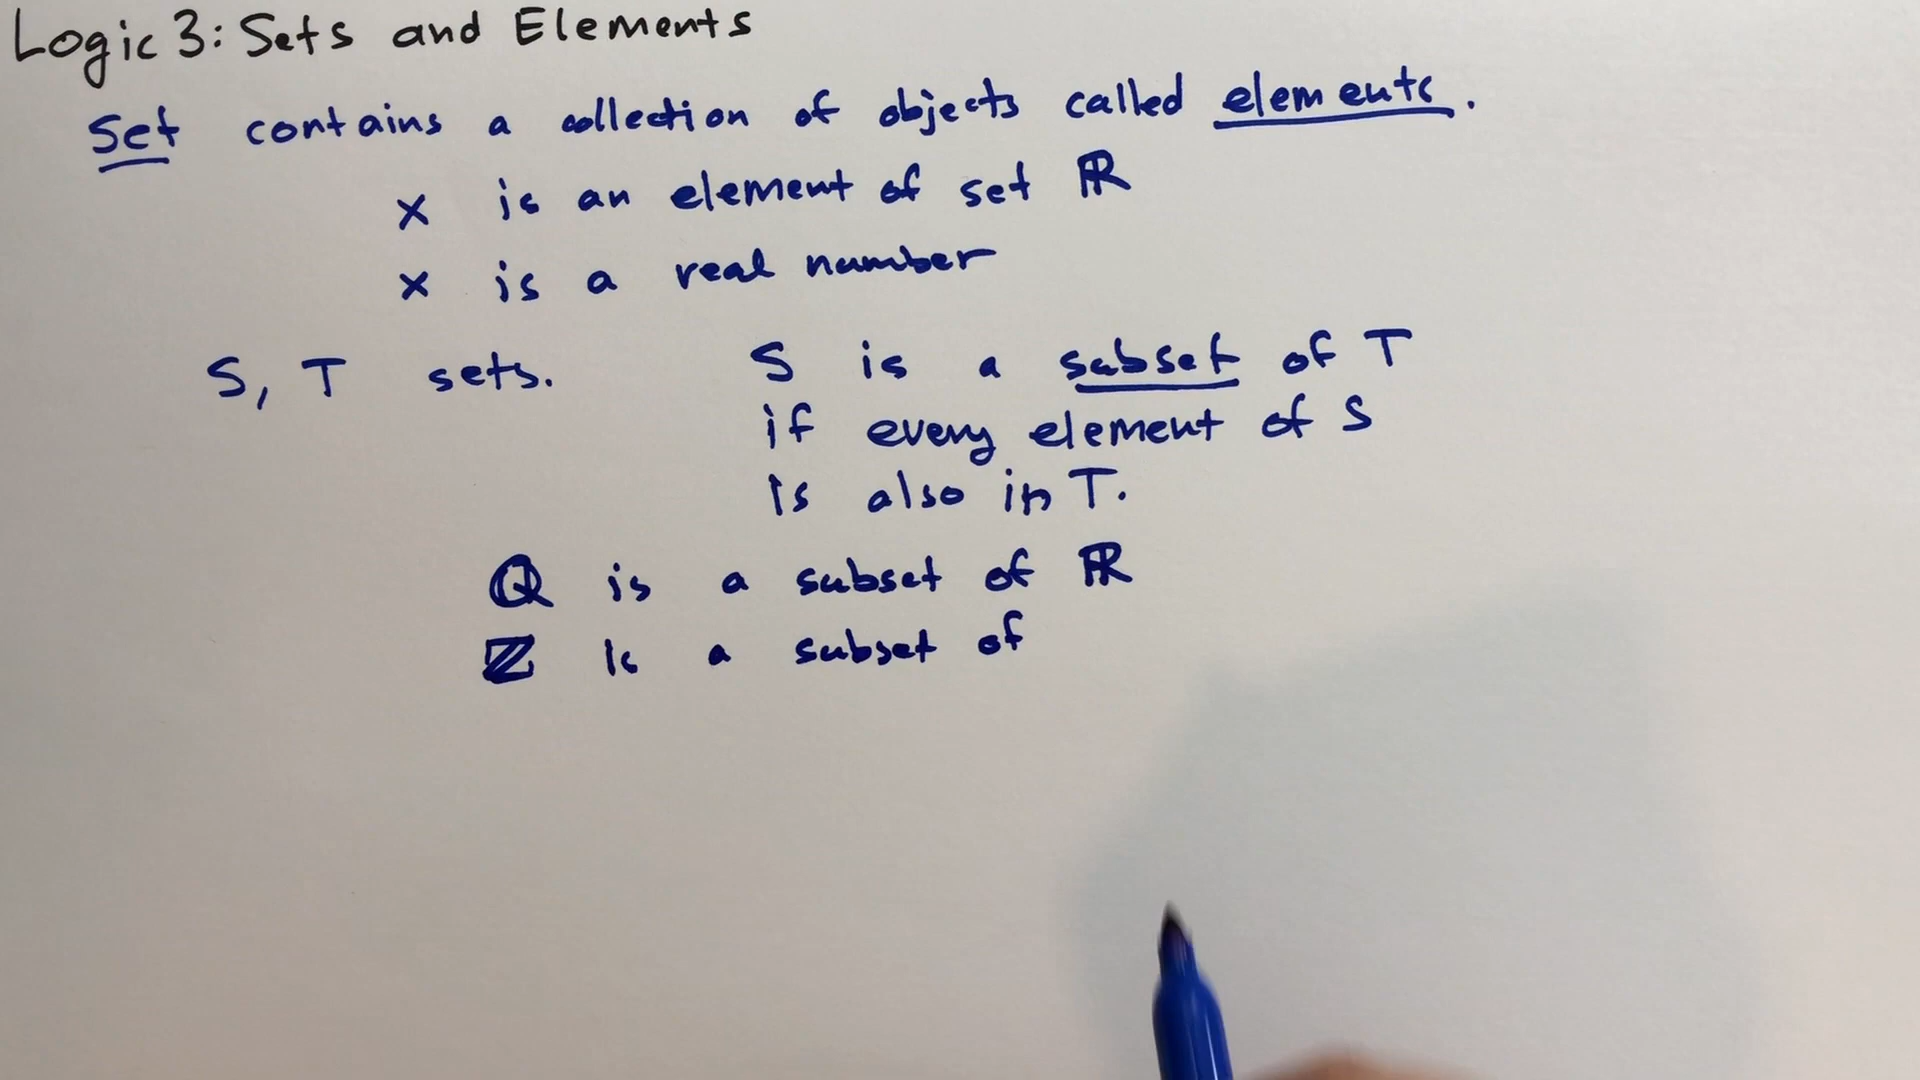 Logic 3: Sets and Elements
Set contains a collection of objects called elements.
x is an element of set ℝ
x is a real number
S, T sets. S is a subset of T
if every element of S
is also in T.
ℚ is a subset of ℝ
ℤ is a subset of